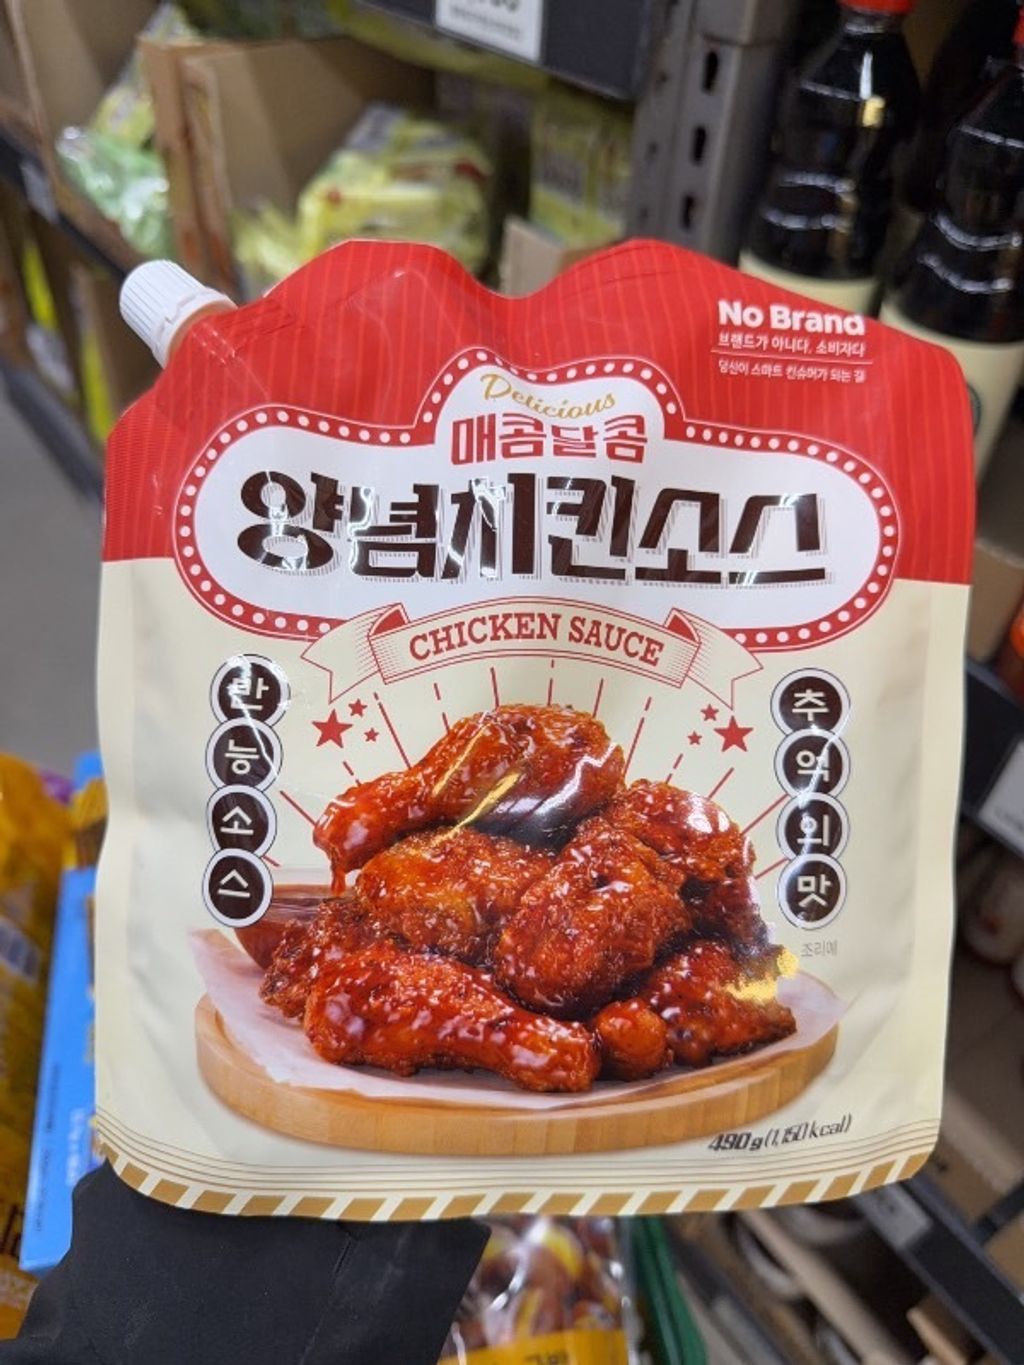 No Brand
브랜드가 아니다. 소비자다
당신이 스마트 컨슈머가 되는 길
Delicious
매콤달콤
양념치킨소스
CHICKEN SAUCE
만능소스
추억의맛
조리예
490g(1,150kcal)